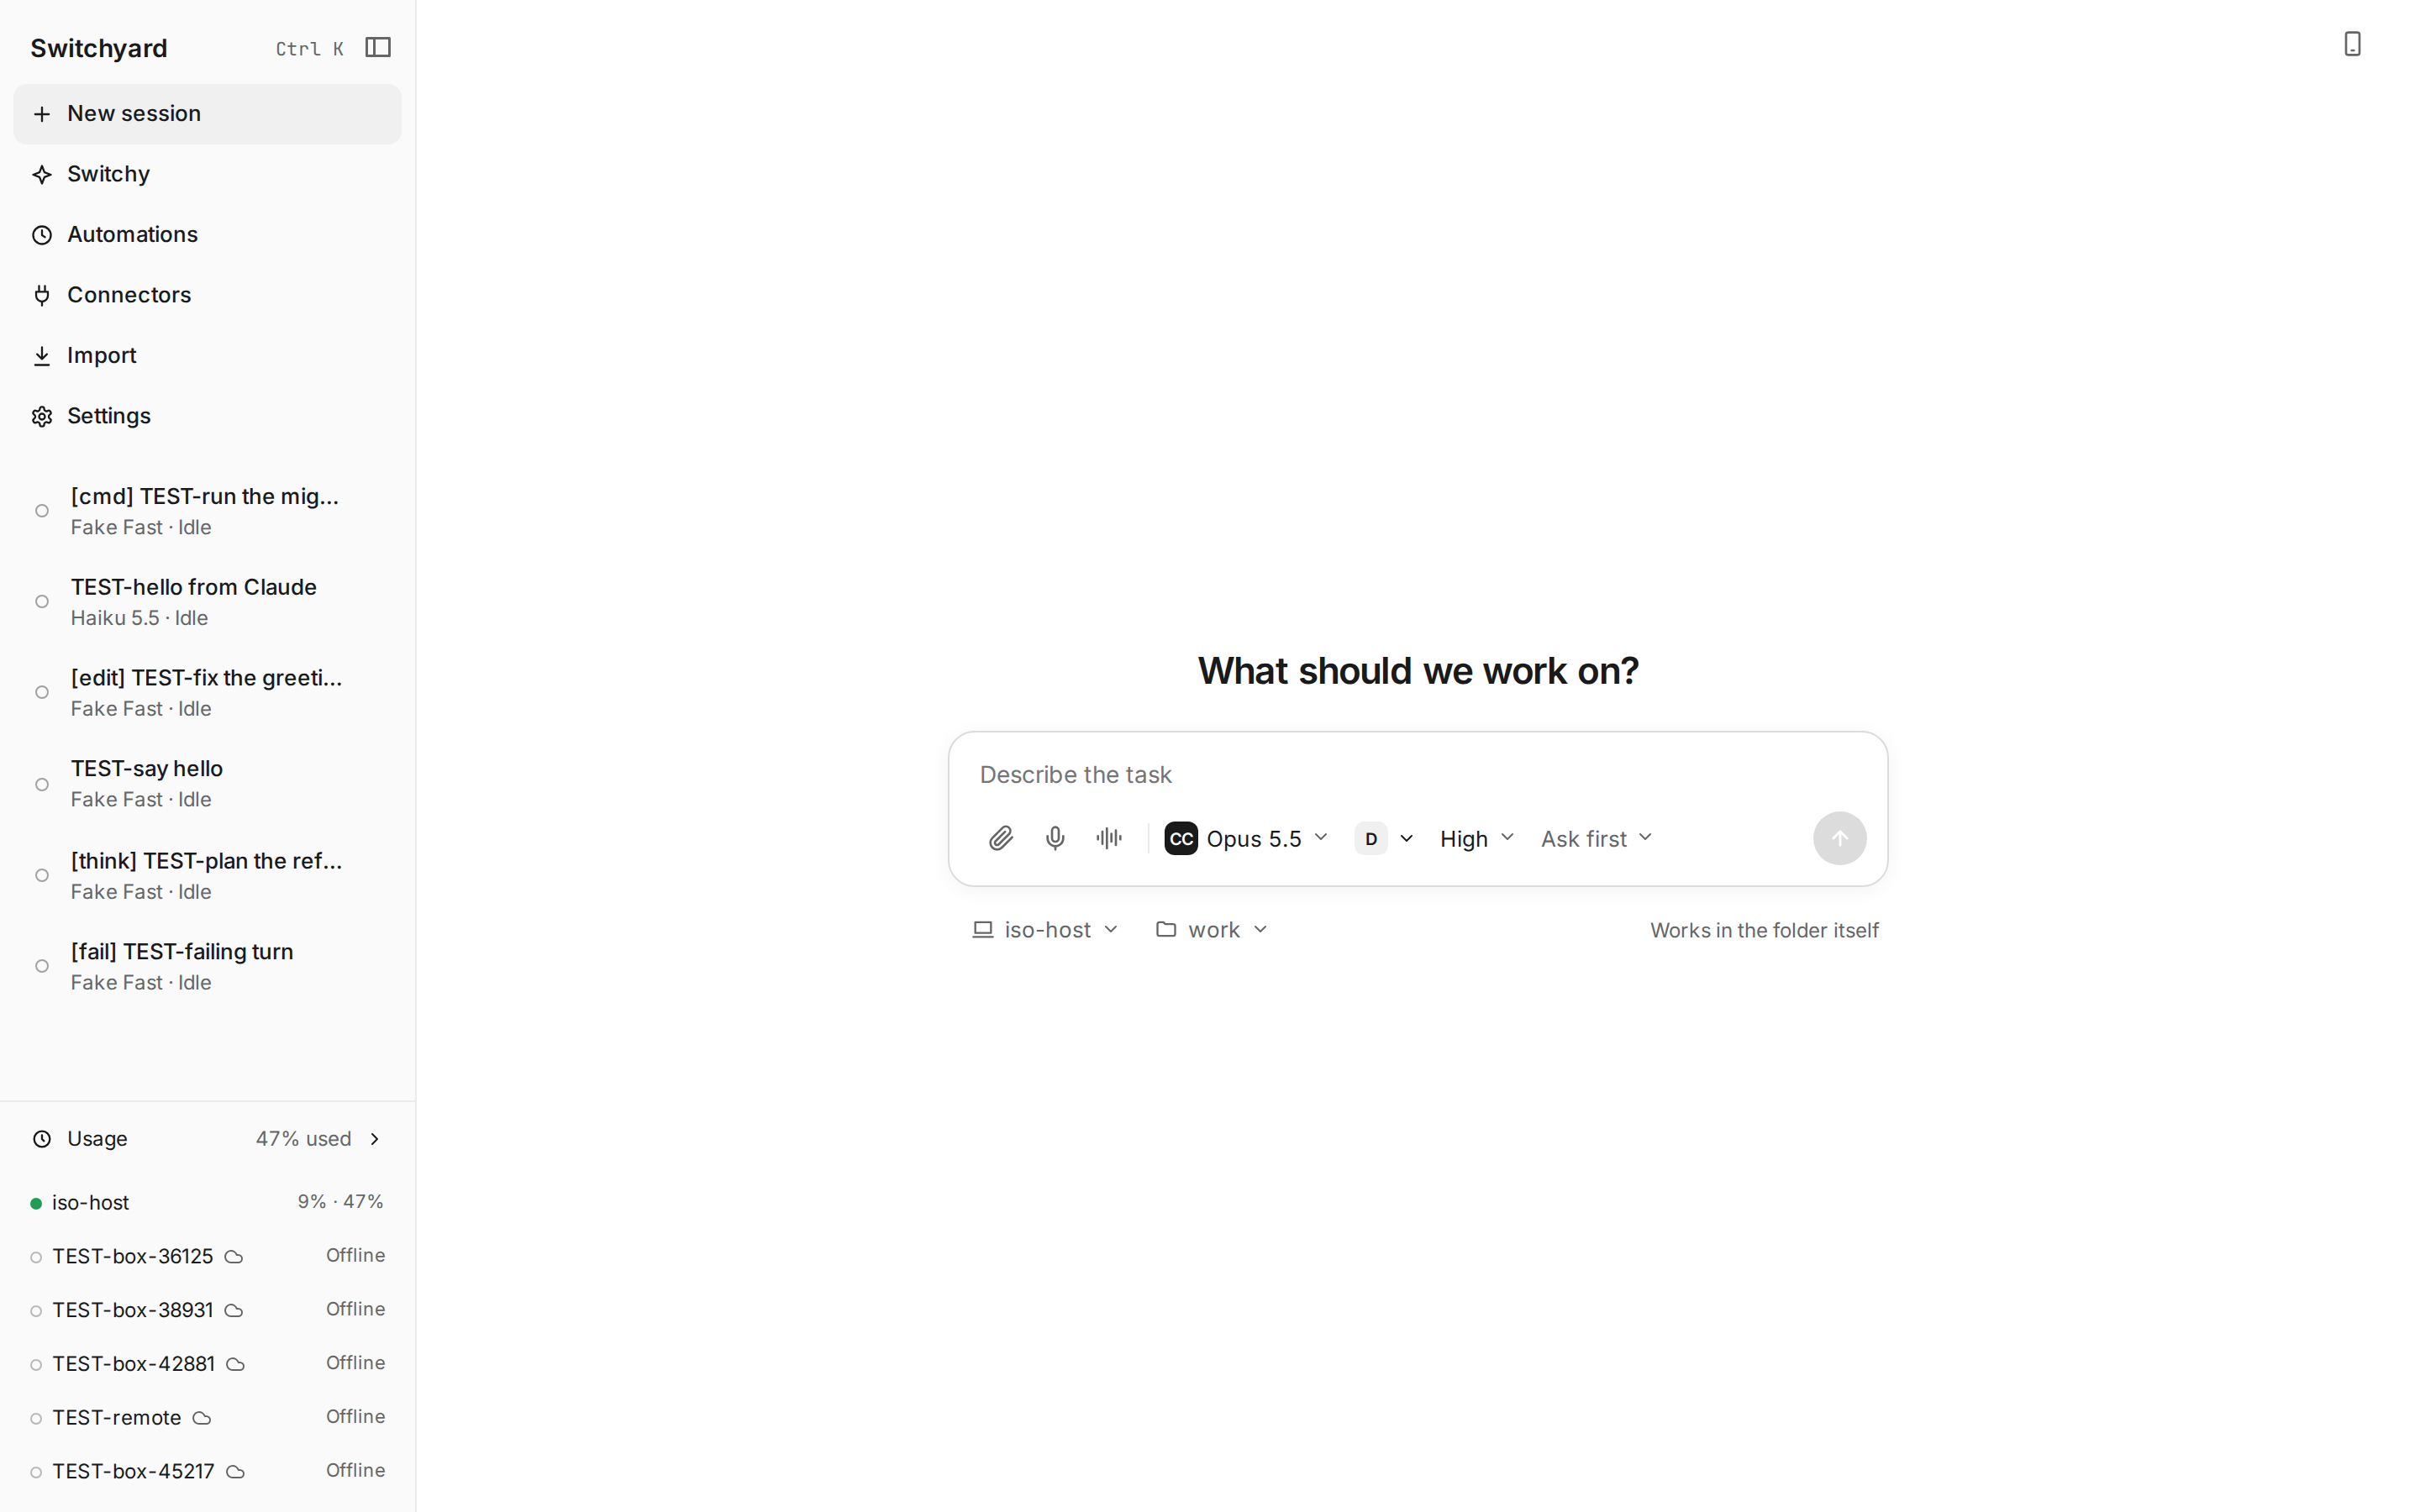 Switchyard
Ctrl K
New session
Switchy
Automations
Connectors
Import
Settings
[cmd] TEST-run the mig...
Fake Fast · Idle
TEST-hello from Claude
Haiku 5.5 · Idle
[edit] TEST-fix the greeti...
Fake Fast · Idle
TEST-say hello
Fake Fast · Idle
[think] TEST-plan the ref...
Fake Fast · Idle
[fail] TEST-failing turn
Fake Fast · Idle
Usage 47% used
iso-host 9% · 47%
TEST-box-36125 Offline
TEST-box-38931 Offline
TEST-box-42881 Offline
TEST-remote Offline
TEST-box-45217 Offline
What should we work on?
Describe the task
CC Opus 5.5 D High Ask first
iso-host work Works in the folder itself